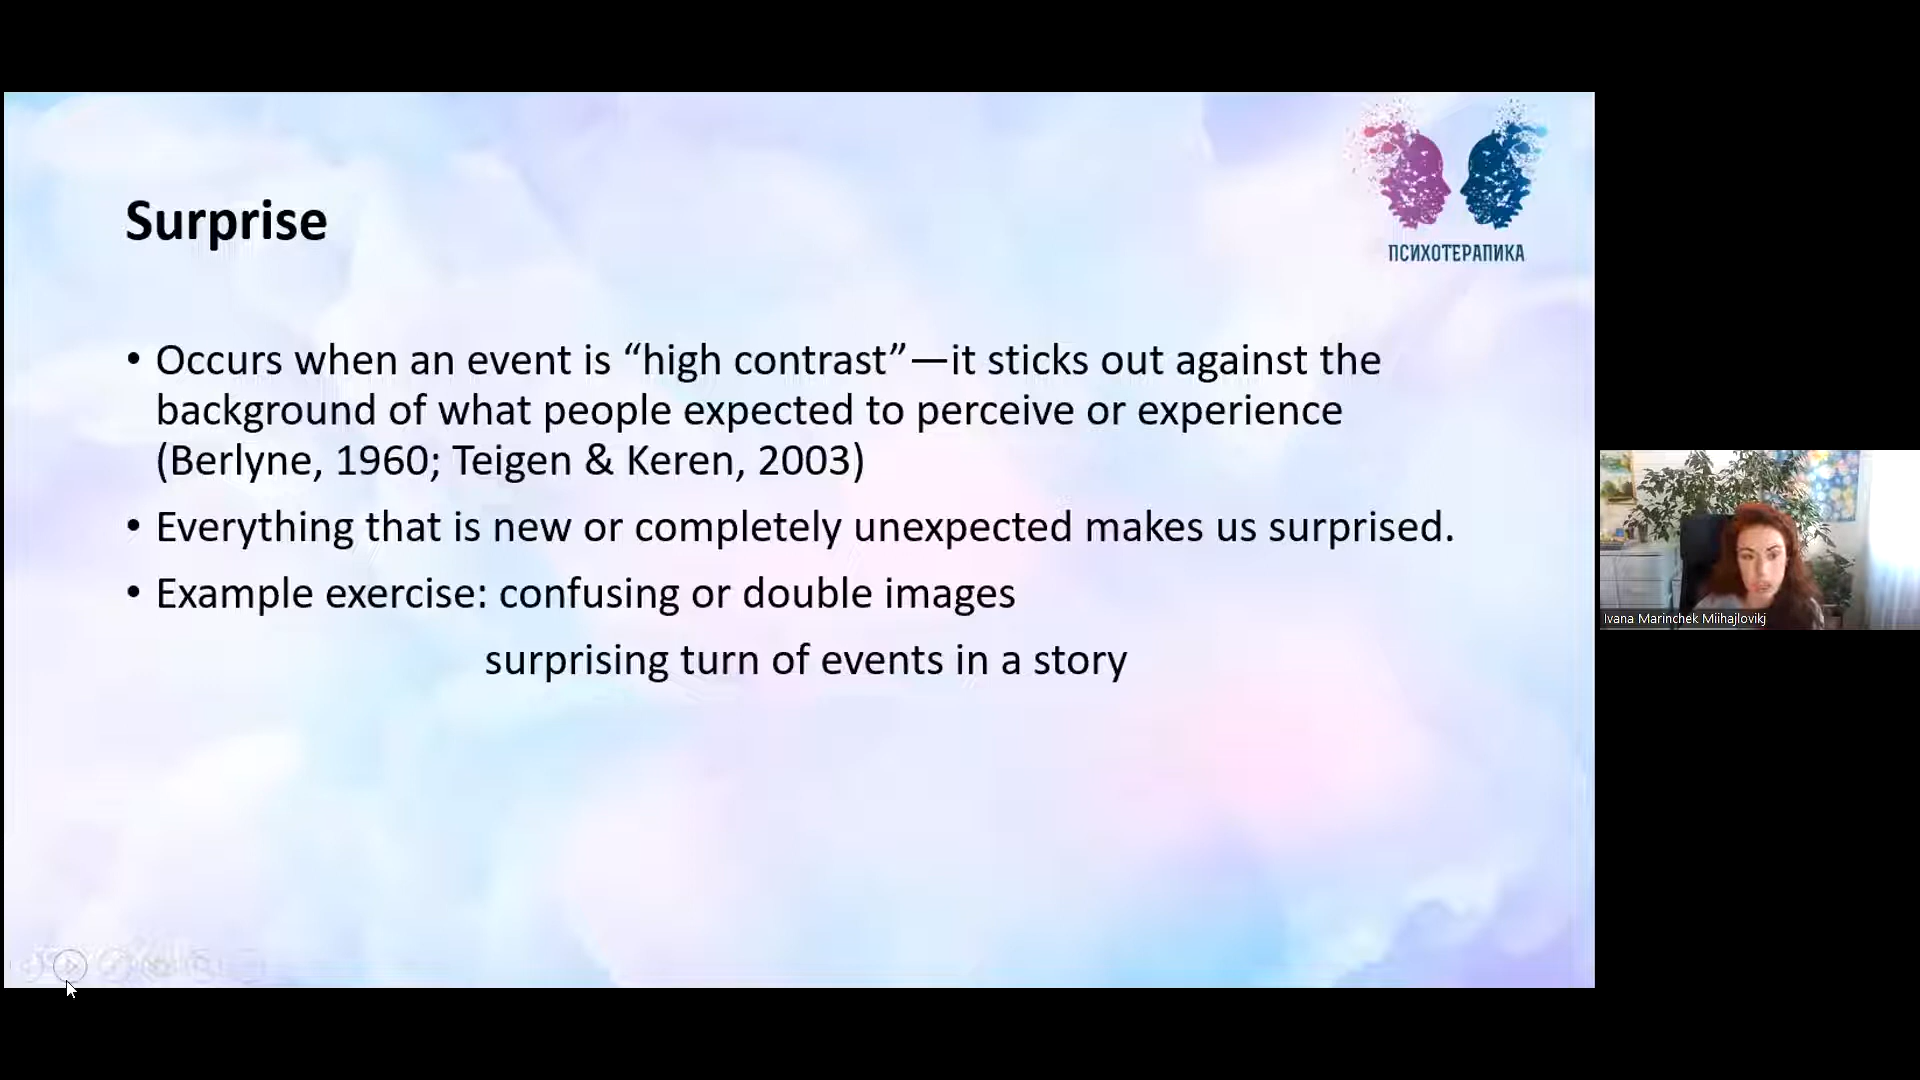 ПСИХОТЕРАПИКА
Surprise
• Occurs when an event is “high contrast”—it sticks out against the
background of what people expected to perceive or experience
(Berlyne, 1960; Teigen & Keren, 2003)
• Everything that is new or completely unexpected makes us surprised.
• Example exercise: confusing or double images
surprising turn of events in a story
Ivana Marinchek Miihajlovikj